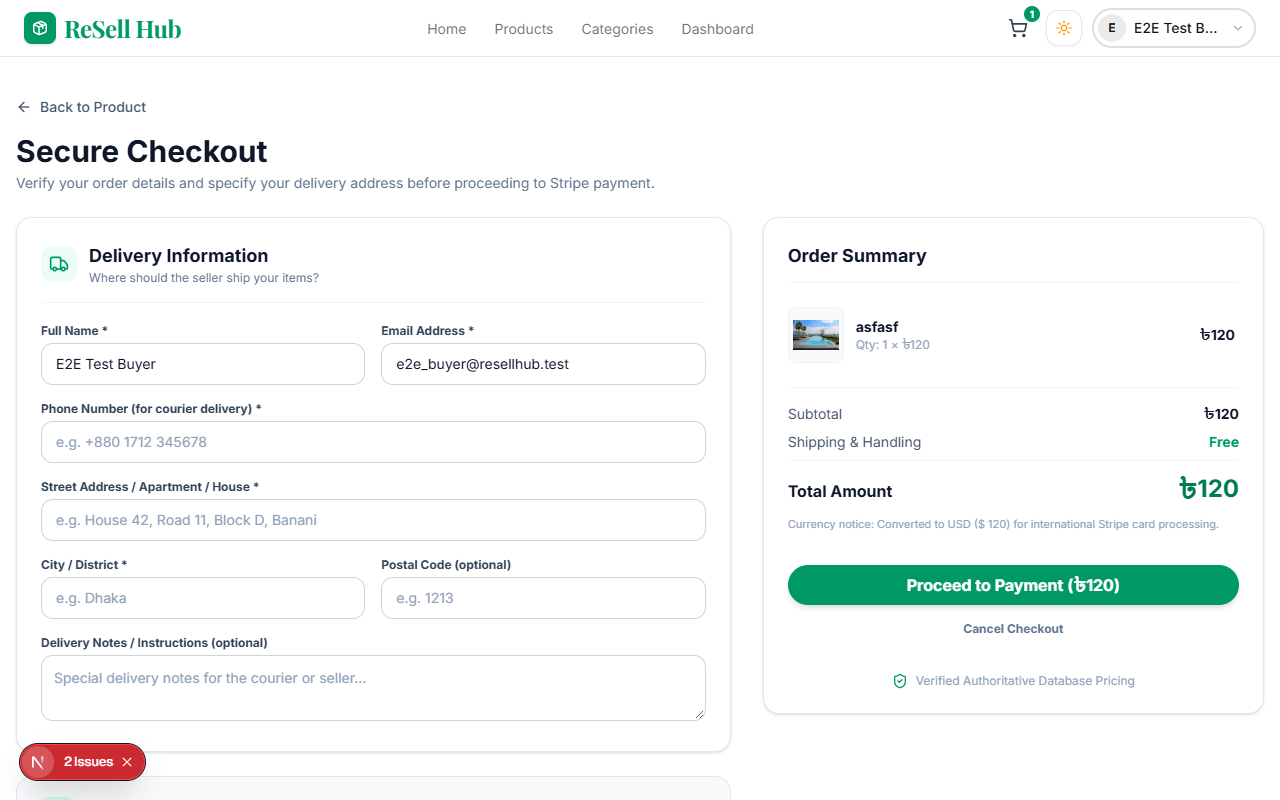 ReSell Hub
Home
Products
Categories
Dashboard
1
E
E2E Test B...
Back to Product
Secure Checkout
Verify your order details and specify your delivery address before proceeding to Stripe payment.
Delivery Information
Where should the seller ship your items?
Full Name *
Email Address *
E2E Test Buyer
e2e_buyer@resellhub.test
Phone Number (for courier delivery) *
e.g. +880 1712 345678
Street Address / Apartment / House *
e.g. House 42, Road 11, Block D, Banani
City / District *
Postal Code (optional)
e.g. Dhaka
e.g. 1213
Delivery Notes / Instructions (optional)
Special delivery notes for the courier or seller...
N
2 Issues
Order Summary
asfasf
Qty: 1 × ৳120
৳120
Subtotal
৳120
Shipping & Handling
Free
Total Amount
৳120
Currency notice: Converted to USD ($ 120) for international Stripe card processing.
Proceed to Payment (৳120)
Cancel Checkout
Verified Authoritative Database Pricing